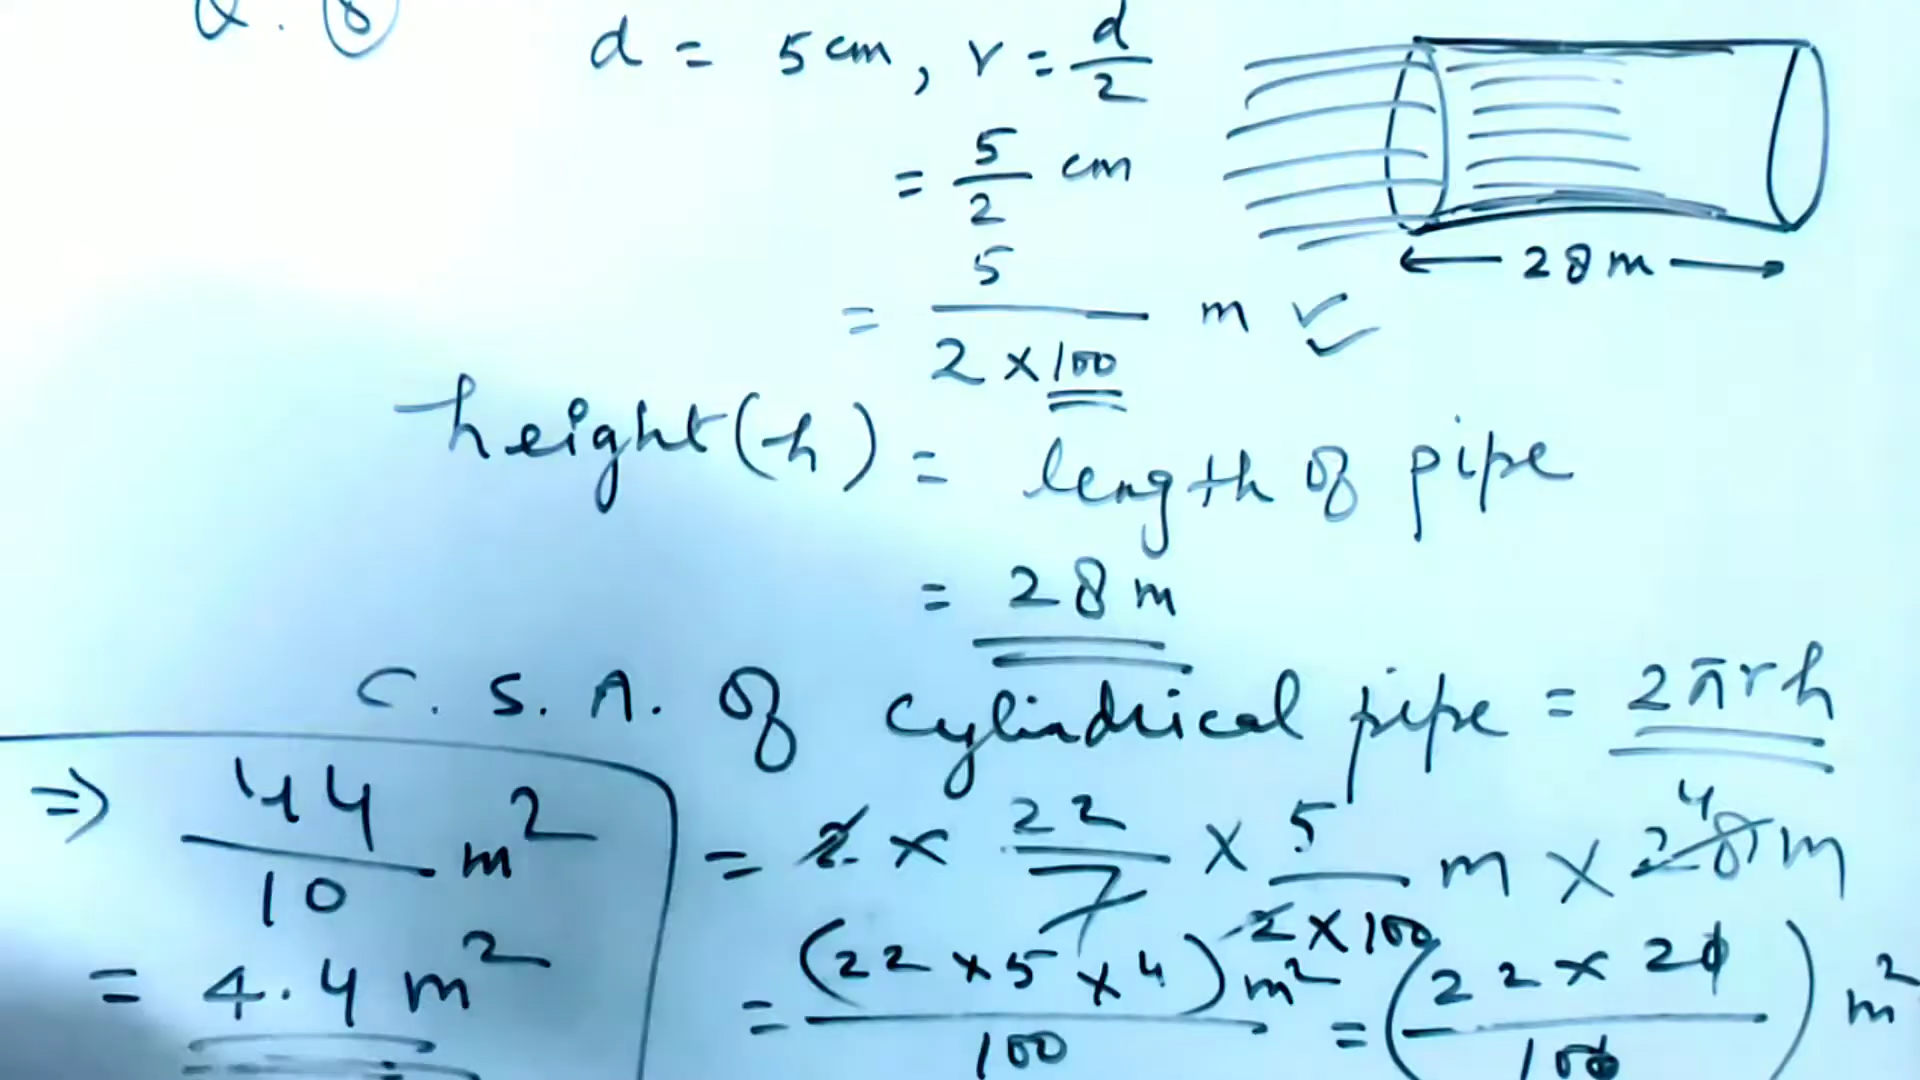 Q. 8
d = 5cm, r = d/2
= 5/2 cm
= 5/(2 × 100) m ✓
28 m
height(h) = length of pipe
= 28 m
C. S. A. of cylindrical pipe = 2πrh
= 2 × 22/7 × 5/(2 × 100) m × 28 m
4
= (22 × 5 × 4)/100 m² = (22 × 20/100) m²
⇒ 44/10 m²
= 4.4 m²